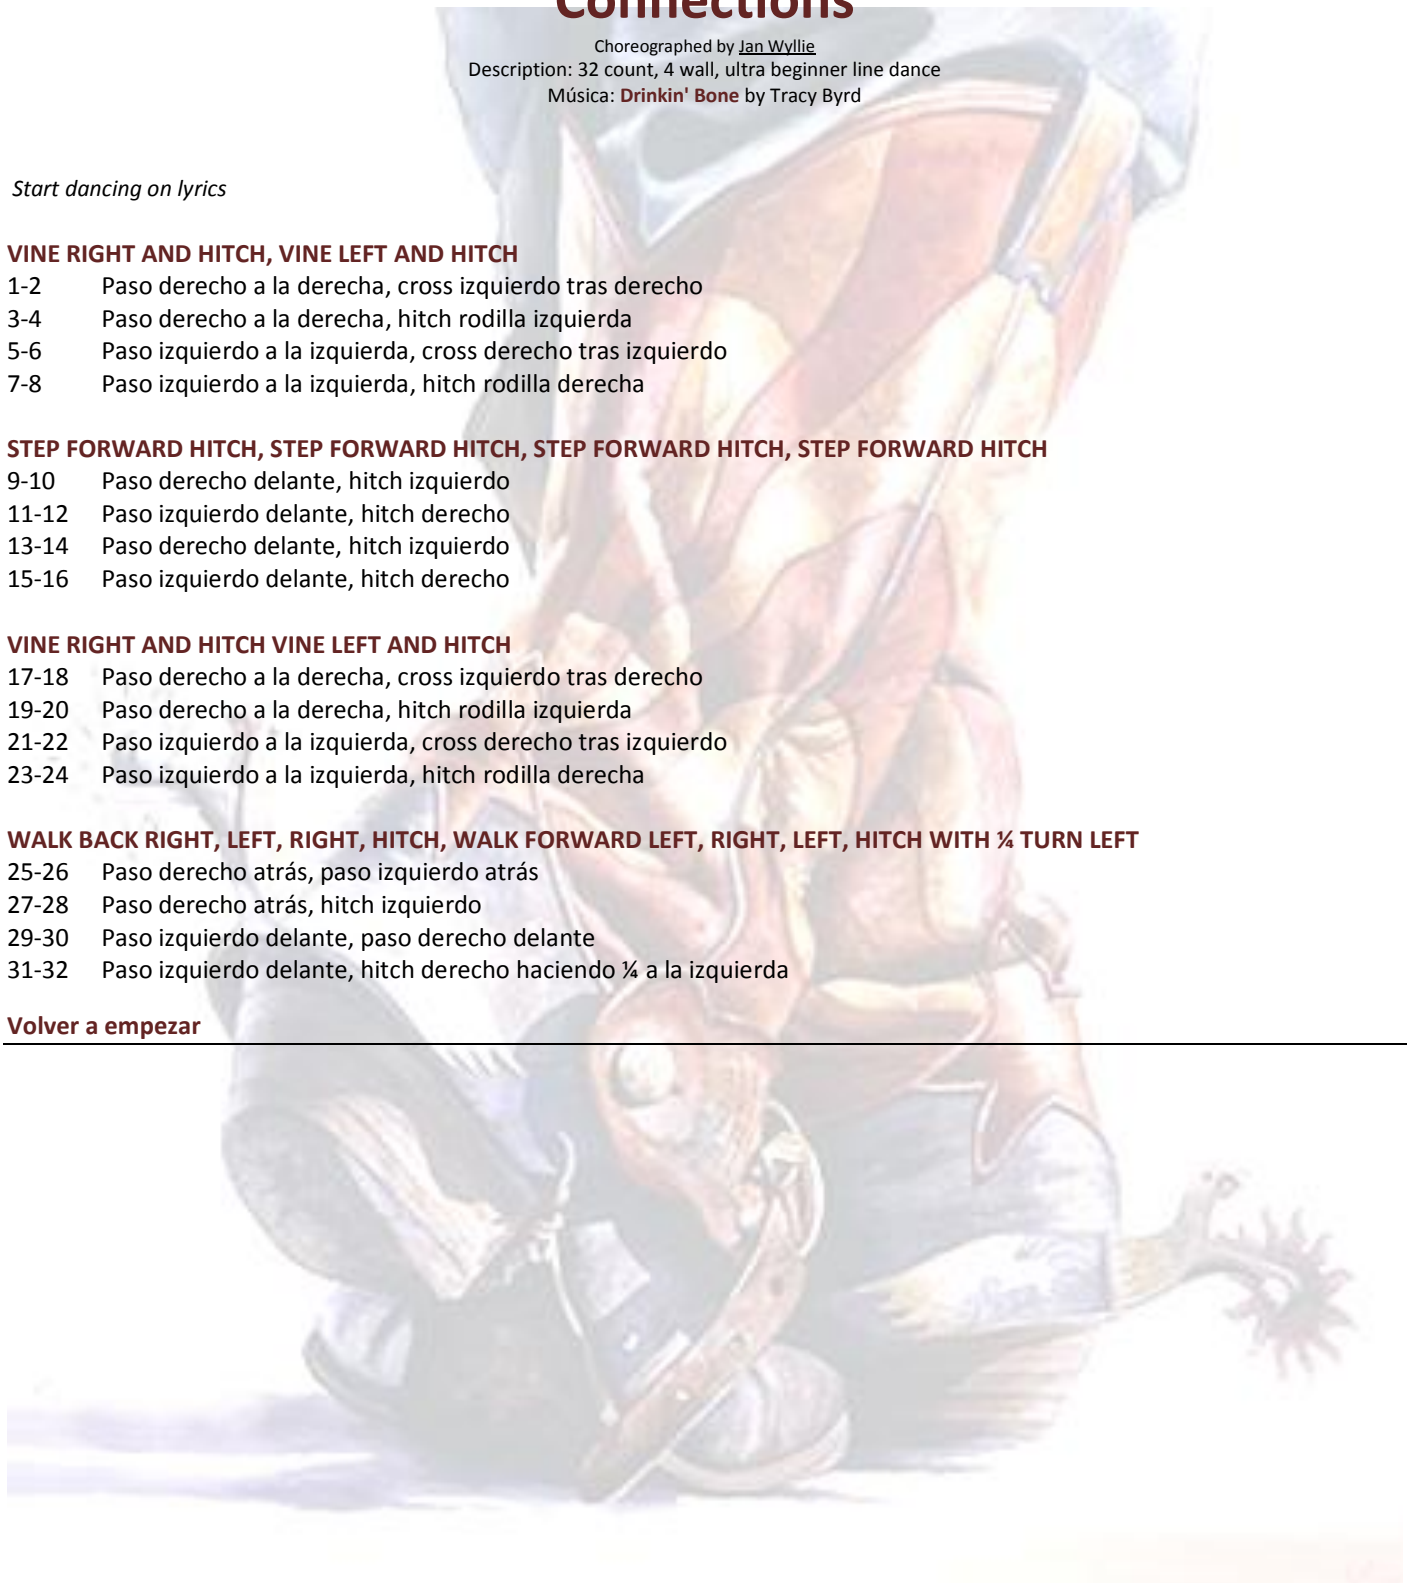 Connections
Choreographed by Jan Wyllie
Description: 32 count, 4 wall, ultra beginner line dance
Música: Drinkin' Bone by Tracy Byrd
Start dancing on lyrics
VINE RIGHT AND HITCH, VINE LEFT AND HITCH
1-2 Paso derecho a la derecha, cross izquierdo tras derecho
3-4 Paso derecho a la derecha, hitch rodilla izquierda
5-6 Paso izquierdo a la izquierda, cross derecho tras izquierdo
7-8 Paso izquierdo a la izquierda, hitch rodilla derecha
STEP FORWARD HITCH, STEP FORWARD HITCH, STEP FORWARD HITCH, STEP FORWARD HITCH
9-10 Paso derecho delante, hitch izquierdo
11-12 Paso izquierdo delante, hitch derecho
13-14 Paso derecho delante, hitch izquierdo
15-16 Paso izquierdo delante, hitch derecho
VINE RIGHT AND HITCH VINE LEFT AND HITCH
17-18 Paso derecho a la derecha, cross izquierdo tras derecho
19-20 Paso derecho a la derecha, hitch rodilla izquierda
21-22 Paso izquierdo a la izquierda, cross derecho tras izquierdo
23-24 Paso izquierdo a la izquierda, hitch rodilla derecha
WALK BACK RIGHT, LEFT, RIGHT, HITCH, WALK FORWARD LEFT, RIGHT, LEFT, HITCH WITH ¼ TURN LEFT
25-26 Paso derecho atrás, paso izquierdo atrás
27-28 Paso derecho atrás, hitch izquierdo
29-30 Paso izquierdo delante, paso derecho delante
31-32 Paso izquierdo delante, hitch derecho haciendo ¼ a la izquierda
Volver a empezar